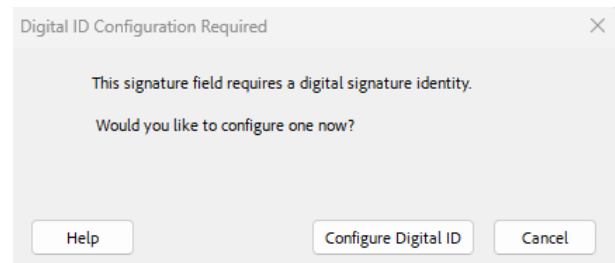 Digital ID Configuration Required
This signature field requires a digital signature identity.
Would you like to configure one now?
Help
Configure Digital ID
Cancel